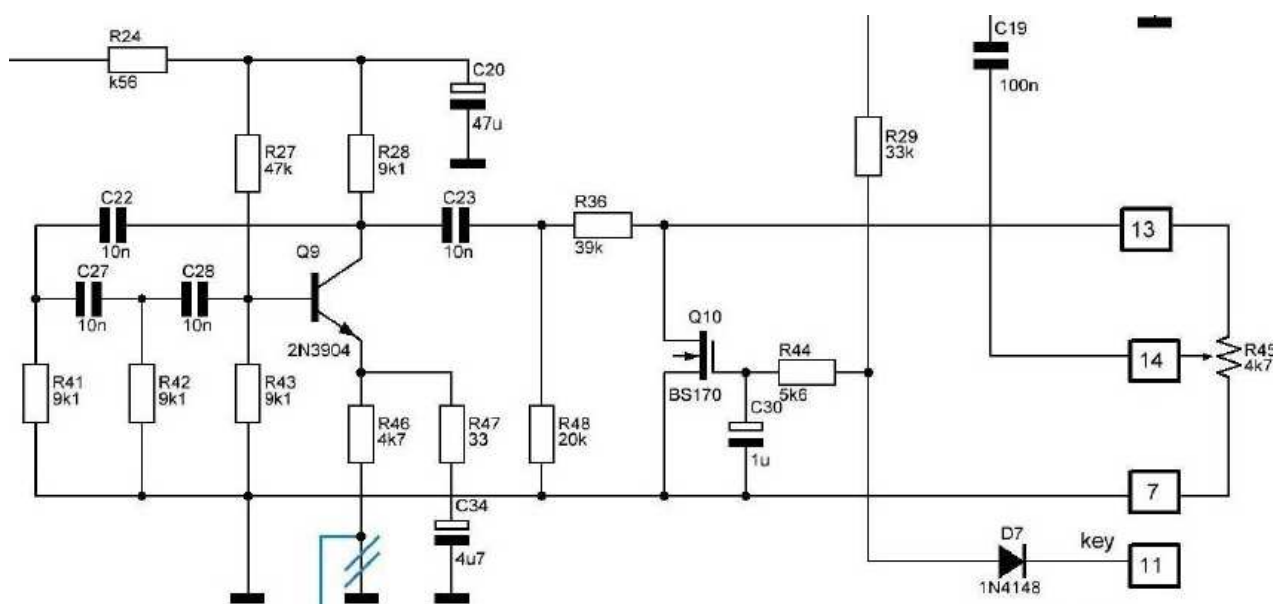 R24
k56
C20
47u
C19
100n
R27
47k
R28
9k1
R29
33k
C22
10n
C23
10n
R36
39k
13
C27
10n
C28
10n
Q9
2N3904
Q10
BS170
R44
5k6
14
R45
4k7
R41
9k1
R42
9k1
R43
9k1
R46
4k7
R47
33
R48
20k
C30
1u
7
C34
4u7
D7
1N4148
key
11